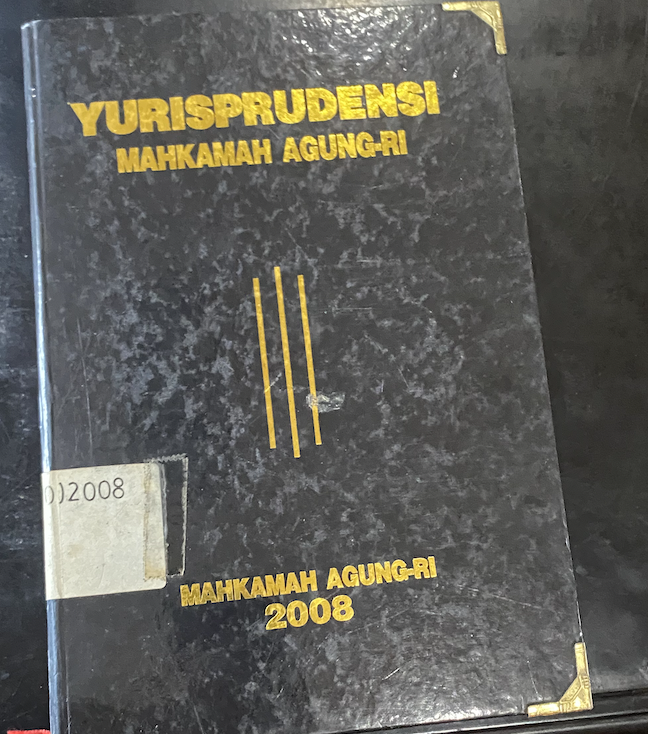 YURISPRUDENSI
MAHKAMAH AGUNG-RI
)2008
MAHKAMAH AGUNG-RI
2008